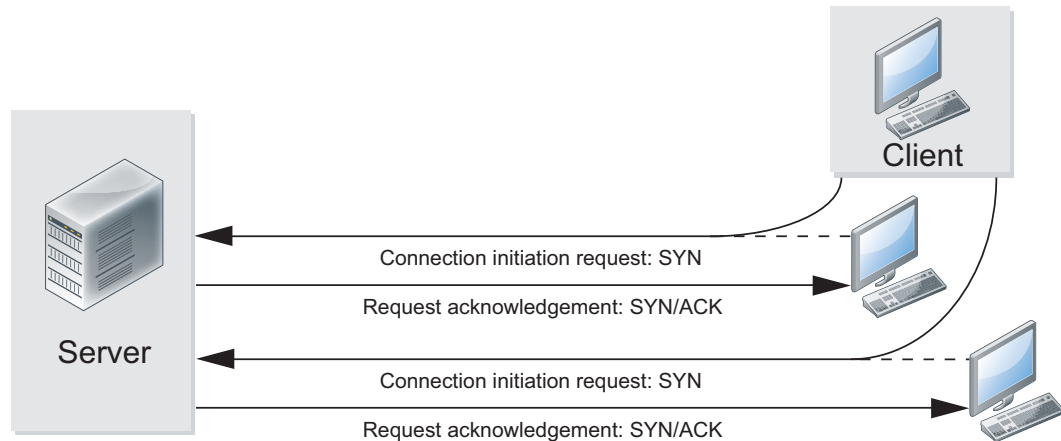 Client
Connection initiation request: SYN
Request acknowledgement: SYN/ACK
Server
Connection initiation request: SYN
Request acknowledgement: SYN/ACK